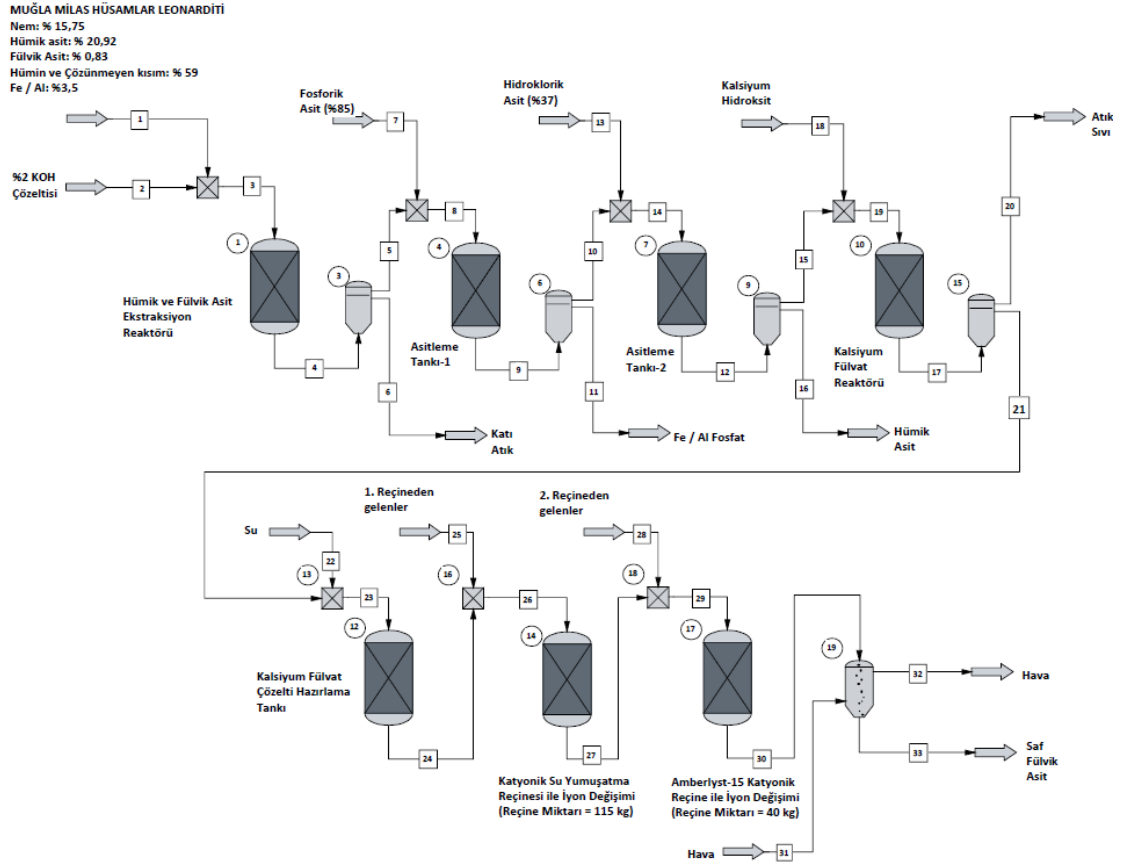 MUĞLA MİLAS HÜSAMLAR LEONARDİTİ
Nem: % 15,75
Hümik asit: % 20,92
Fülvik Asit: % 0,83
Hümin ve Çözünmeyen kısım: % 59
Fe / Al: %3,5
1
%2 KOH
Çözeltisi
2
3
1
Hümik ve Fülvik Asit
Ekstraksiyon
Reaktörü
4
3
5
6
Katı
Atık
Fosforik
Asit (%85)
7
8
4
Asitleme
Tankı-1
9
6
10
11
Fe / Al Fosfat
Hidroklorik
Asit (%37)
13
14
7
Asitleme
Tankı-2
12
9
15
16
Hümik
Asit
Kalsiyum
Hidroksit
18
19
10
Kalsiyum
Fülvat
Reaktörü
17
15
20
Atık
Sıvı
21
Su
22
13
23
12
Kalsiyum Fülvat
Çözelti Hazırlama
Tankı
24
1. Reçineden
gelenler
25
16
26
14
27
Katyonik Su Yumuşatma
Reçinesi ile İyon Değişimi
(Reçine Miktarı = 115 kg)
2. Reçineden
gelenler
28
18
29
17
30
Amberlyst-15 Katyonik
Reçine ile İyon Değişimi
(Reçine Miktarı = 40 kg)
Hava
31
19
32
Hava
33
Saf
Fülvik
Asit